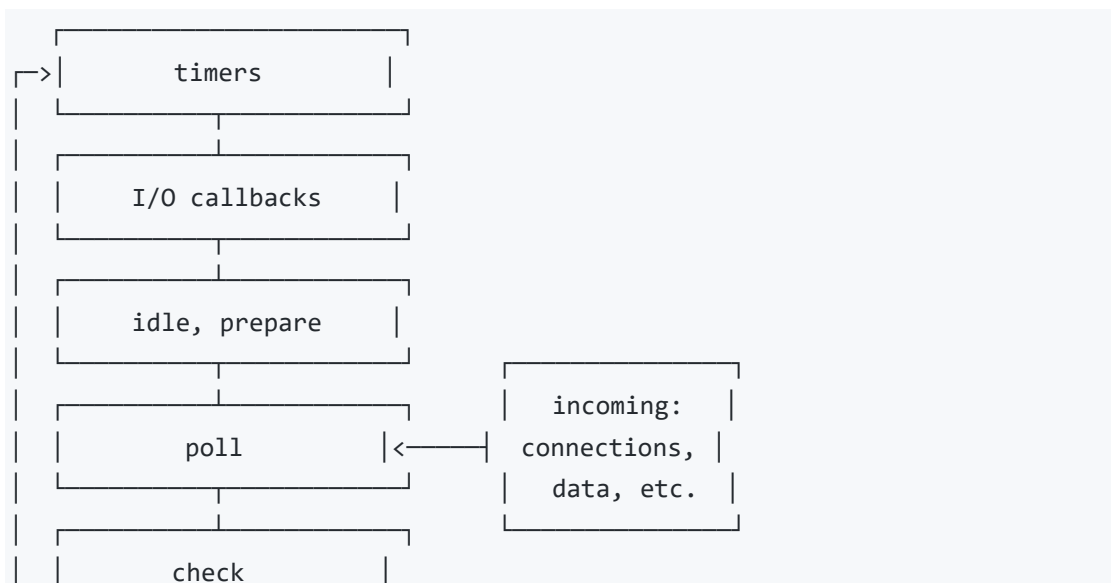 timers
I/O callbacks
idle, prepare
incoming:
poll
connections,
data, etc.
check